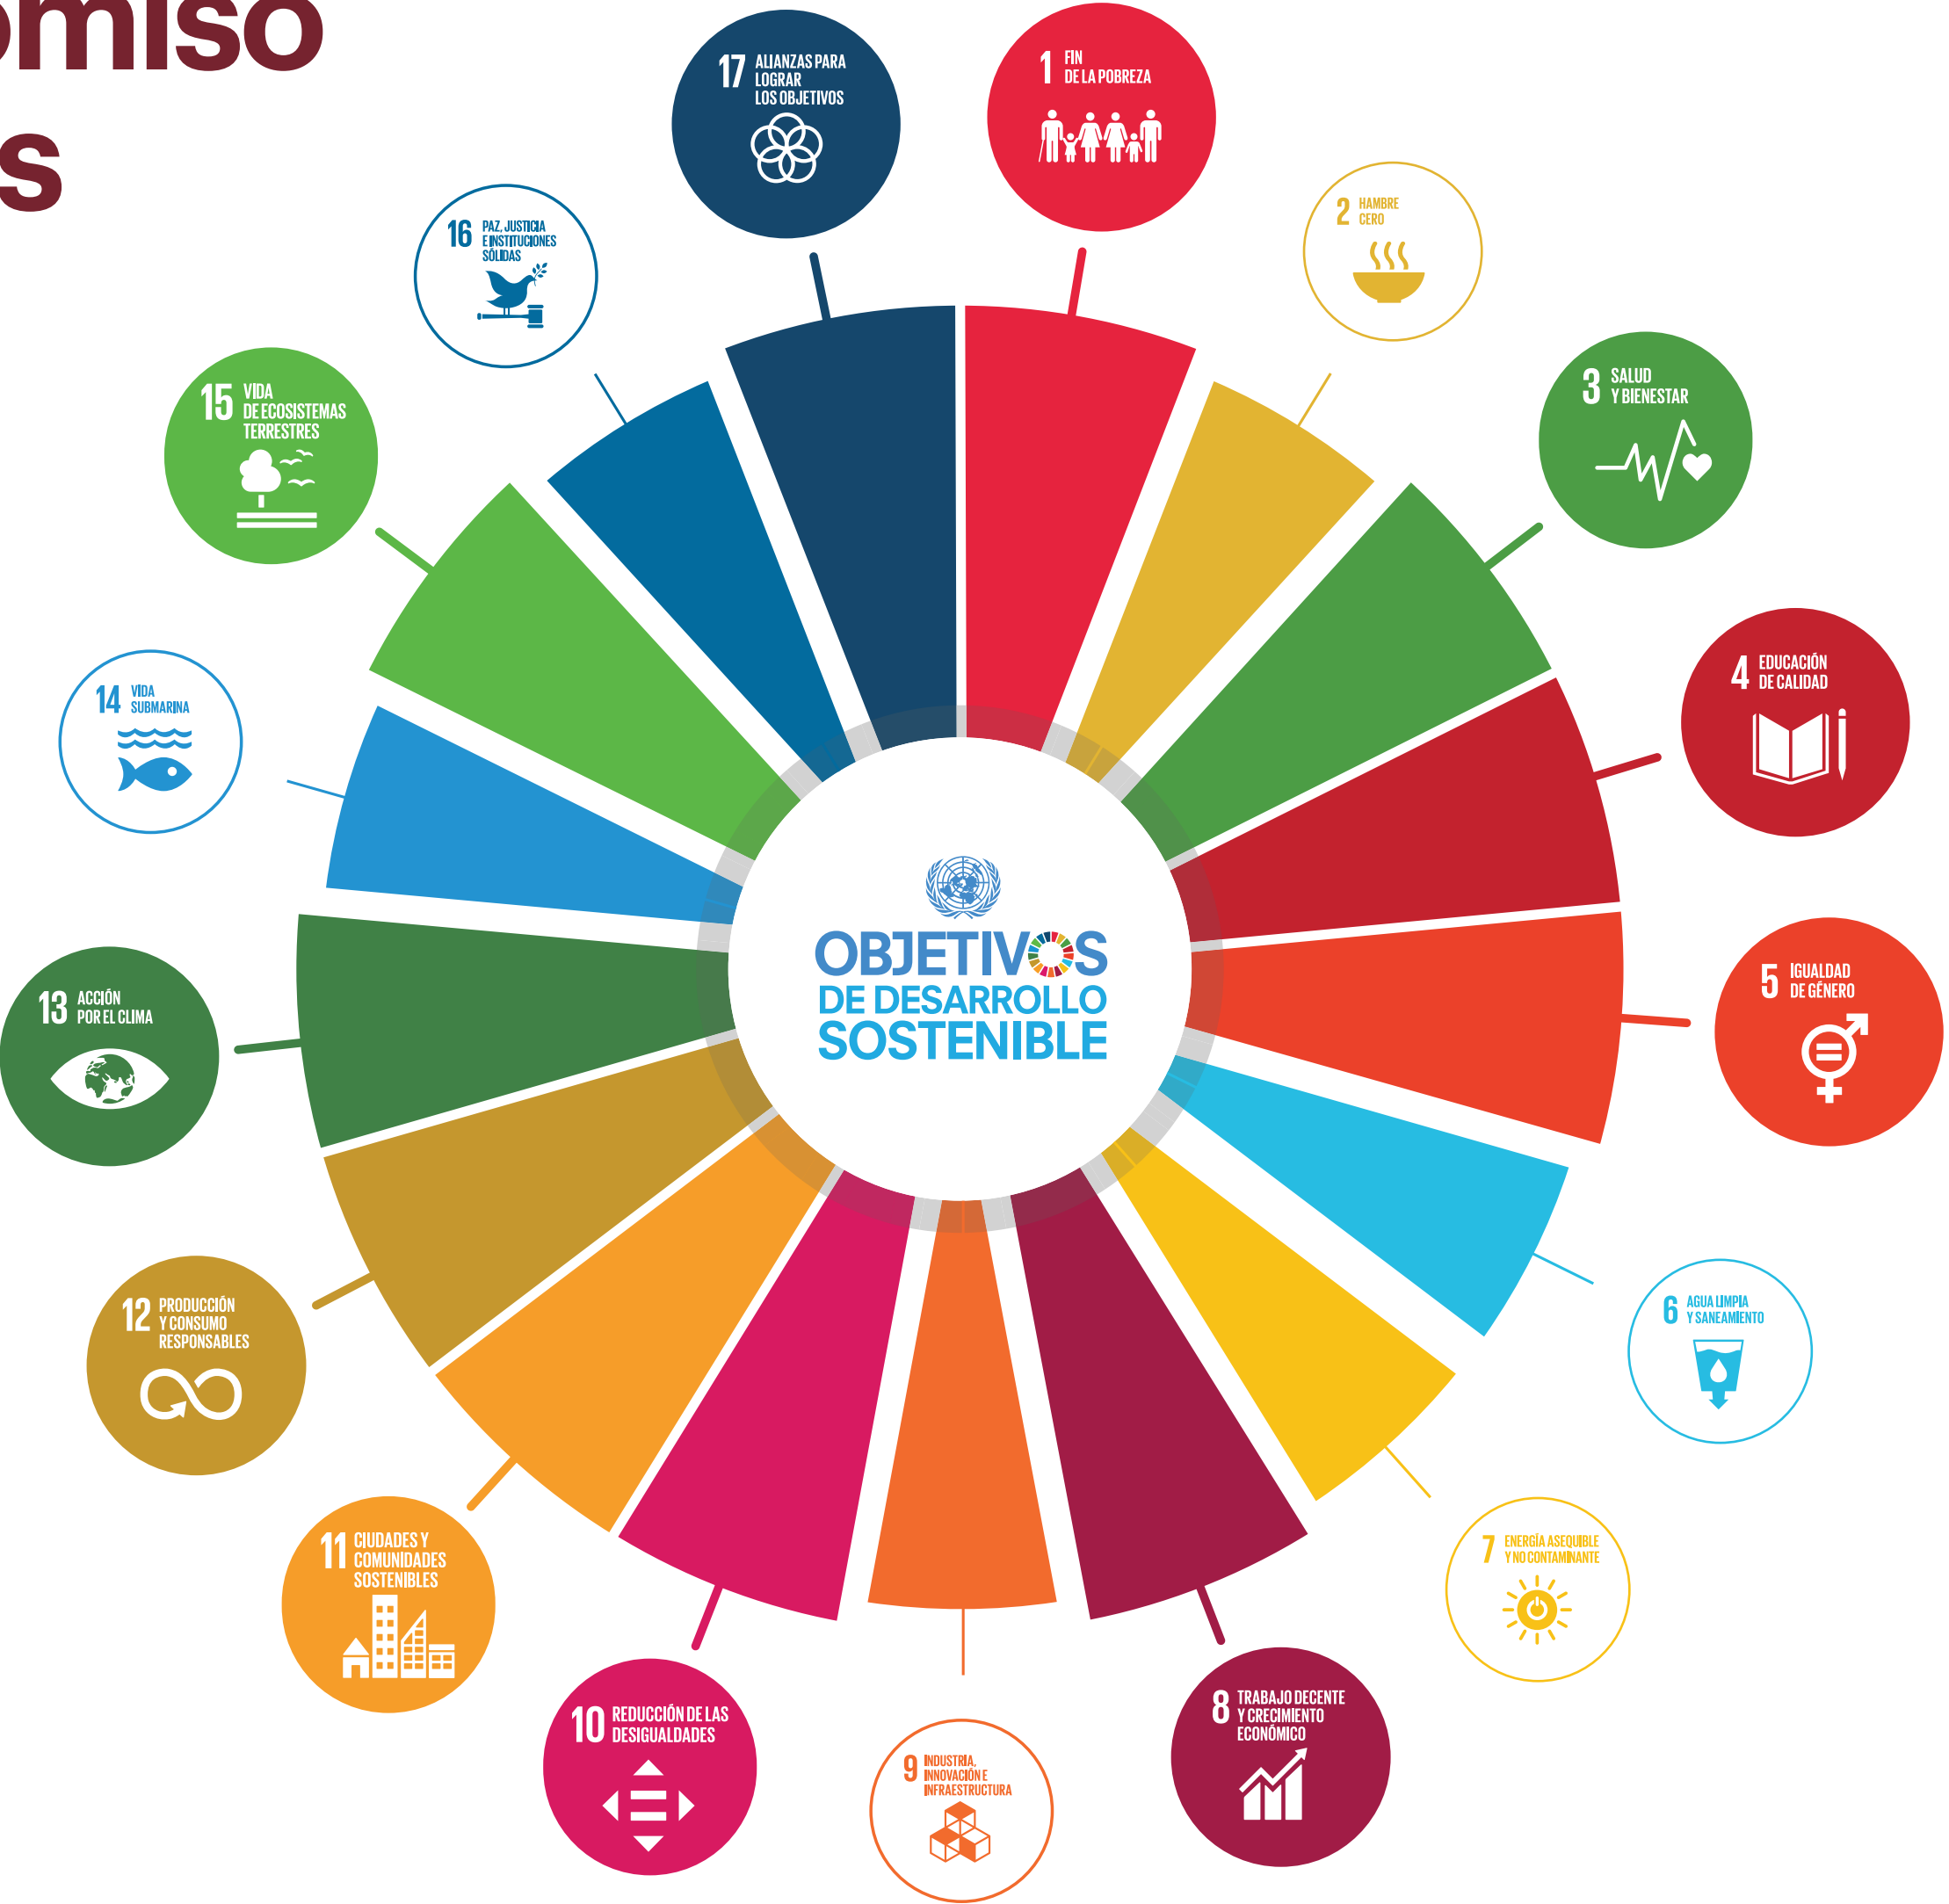 omiso
s
17 ALIANZAS PARA
LOGRAR
LOS OBJETIVOS
1 FIN
DE LA POBREZA
2 HAMBRE
CERO
3 SALUD
Y BIENESTAR
4 EDUCACIÓN
DE CALIDAD
5 IGUALDAD
DE GÉNERO
6 AGUA LIMPIA
Y SANEAMIENTO
7 ENERGÍA ASEQUIBLE
Y NO CONTAMINANTE
8 TRABAJO DECENTE
Y CRECIMIENTO
ECONÓMICO
9 INDUSTRIA,
INNOVACIÓN E
INFRAESTRUCTURA
10 REDUCCIÓN DE LAS
DESIGUALDADES
11 CIUDADES Y
COMUNIDADES
SOSTENIBLES
12 PRODUCCIÓN
Y CONSUMO
RESPONSABLES
13 ACCIÓN
POR EL CLIMA
14 VIDA
SUBMARINA
15 VIDA
DE ECOSISTEMAS
TERRESTRES
16 PAZ, JUSTICIA
E INSTITUCIONES
SÓLIDAS
OBJETIVOS
DE DESARROLLO
SOSTENIBLE